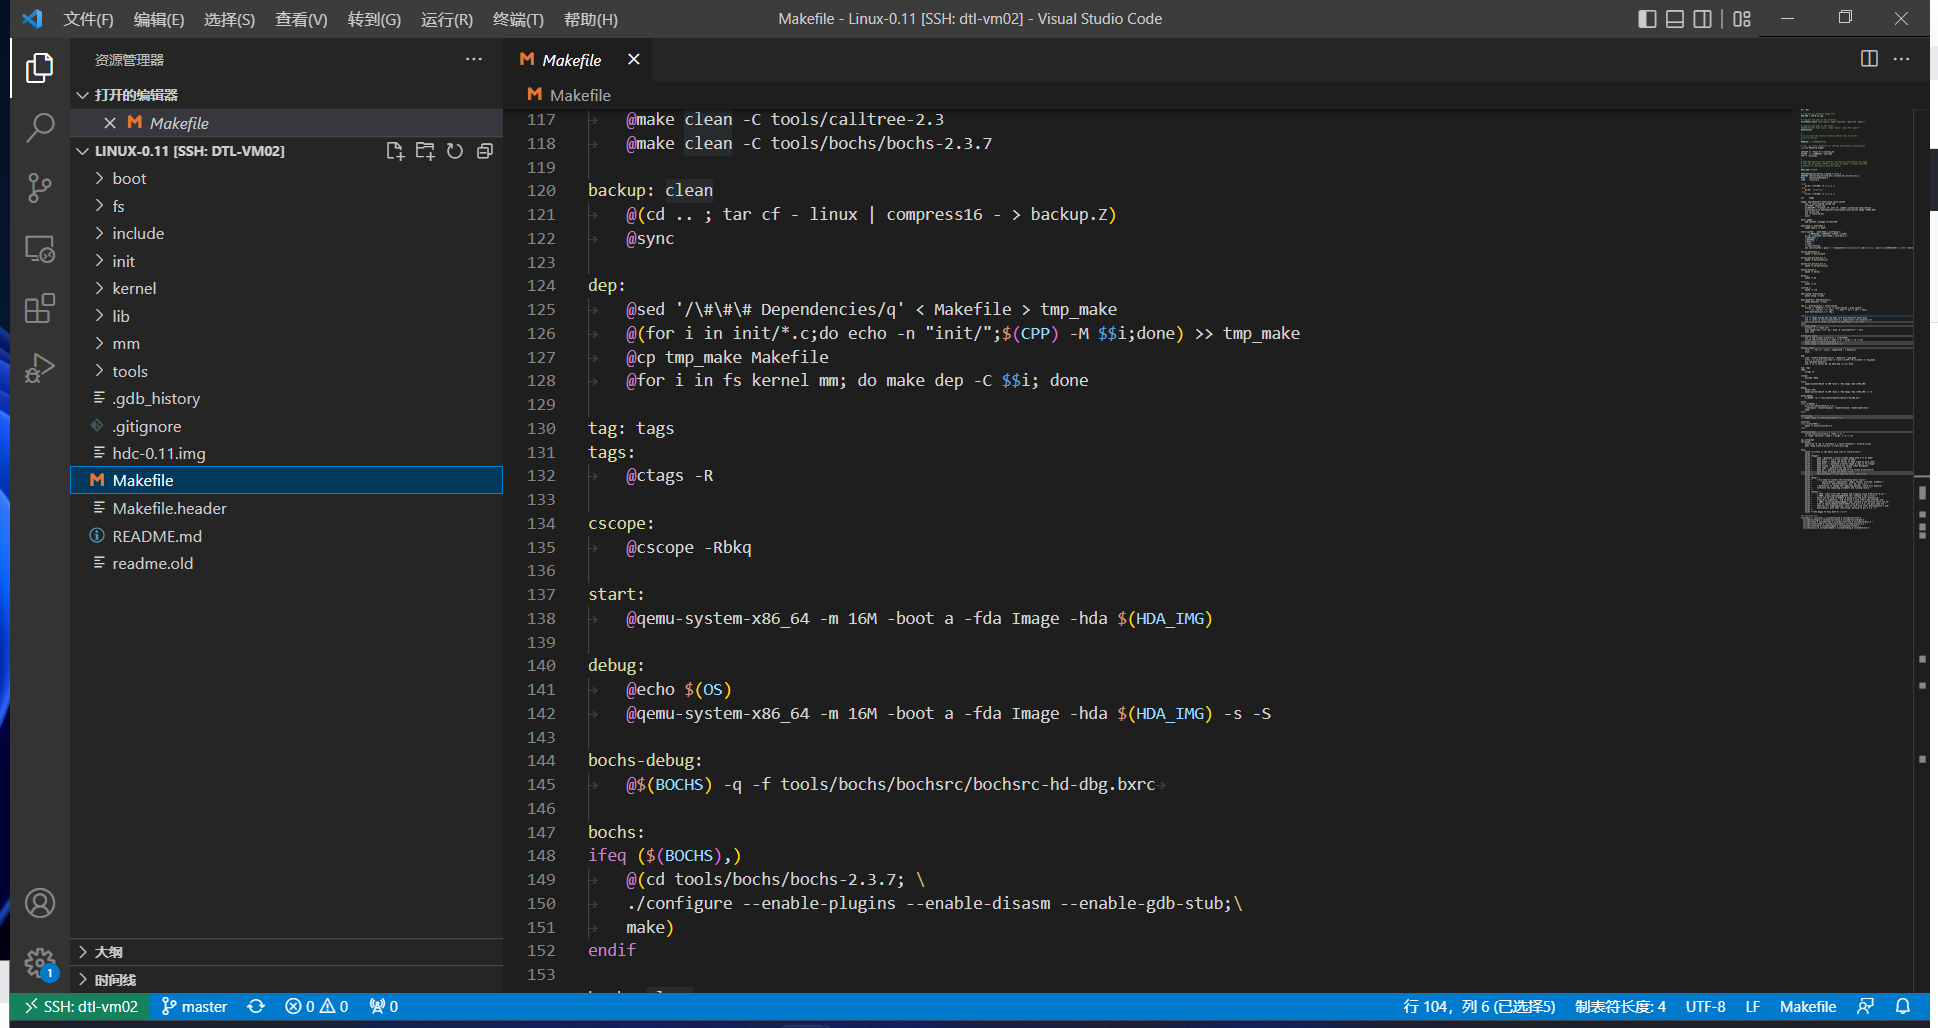 文件(F) 编辑(E) 选择(S) 查看(V) 转到(G) 运行(R) 终端(T) 帮助(H)
Makefile - Linux-0.11 [SSH: dtl-vm02] - Visual Studio Code
资源管理器
打开的编辑器
Makefile
LINUX-0.11 [SSH: DTL-VM02]
boot
fs
include
init
kernel
lib
mm
tools
.gdb_history
.gitignore
hdc-0.11.img
Makefile
Makefile.header
README.md
readme.old
大纲
时间线
Makefile
Makefile
117 @make clean -C tools/calltree-2.3
118 @make clean -C tools/bochs/bochs-2.3.7
119
120 backup: clean
121 @(cd .. ; tar cf - linux | compress16 - > backup.Z)
122 @sync
123
124 dep:
125 @sed '/\#\#\# Dependencies/q' < Makefile > tmp_make
126 @(for i in init/*.c;do echo -n "init/";$(CPP) -M $$i;done) >> tmp_make
127 @cp tmp_make Makefile
128 @for i in fs kernel mm; do make dep -C $$i; done
129
130 tag: tags
131 tags:
132 @ctags -R
133
134 cscope:
135 @cscope -Rbkq
136
137 start:
138 @qemu-system-x86_64 -m 16M -boot a -fda Image -hda $(HDA_IMG)
139
140 debug:
141 @echo $(OS)
142 @qemu-system-x86_64 -m 16M -boot a -fda Image -hda $(HDA_IMG) -s -S
143
144 bochs-debug:
145 @$(BOCHS) -q -f tools/bochs/bochsrc/bochsrc-hd-dbg.bxrc
146
147 bochs:
148 ifeq ($(BOCHS),)
149 @(cd tools/bochs/bochs-2.3.7; \
150 ./configure --enable-plugins --enable-disasm --enable-gdb-stub;\
151 make)
152 endif
153
1
SSH: dtl-vm02 master 0 0 0
行 104，列 6 (已选择5) 制表符长度: 4 UTF-8 LF Makefile